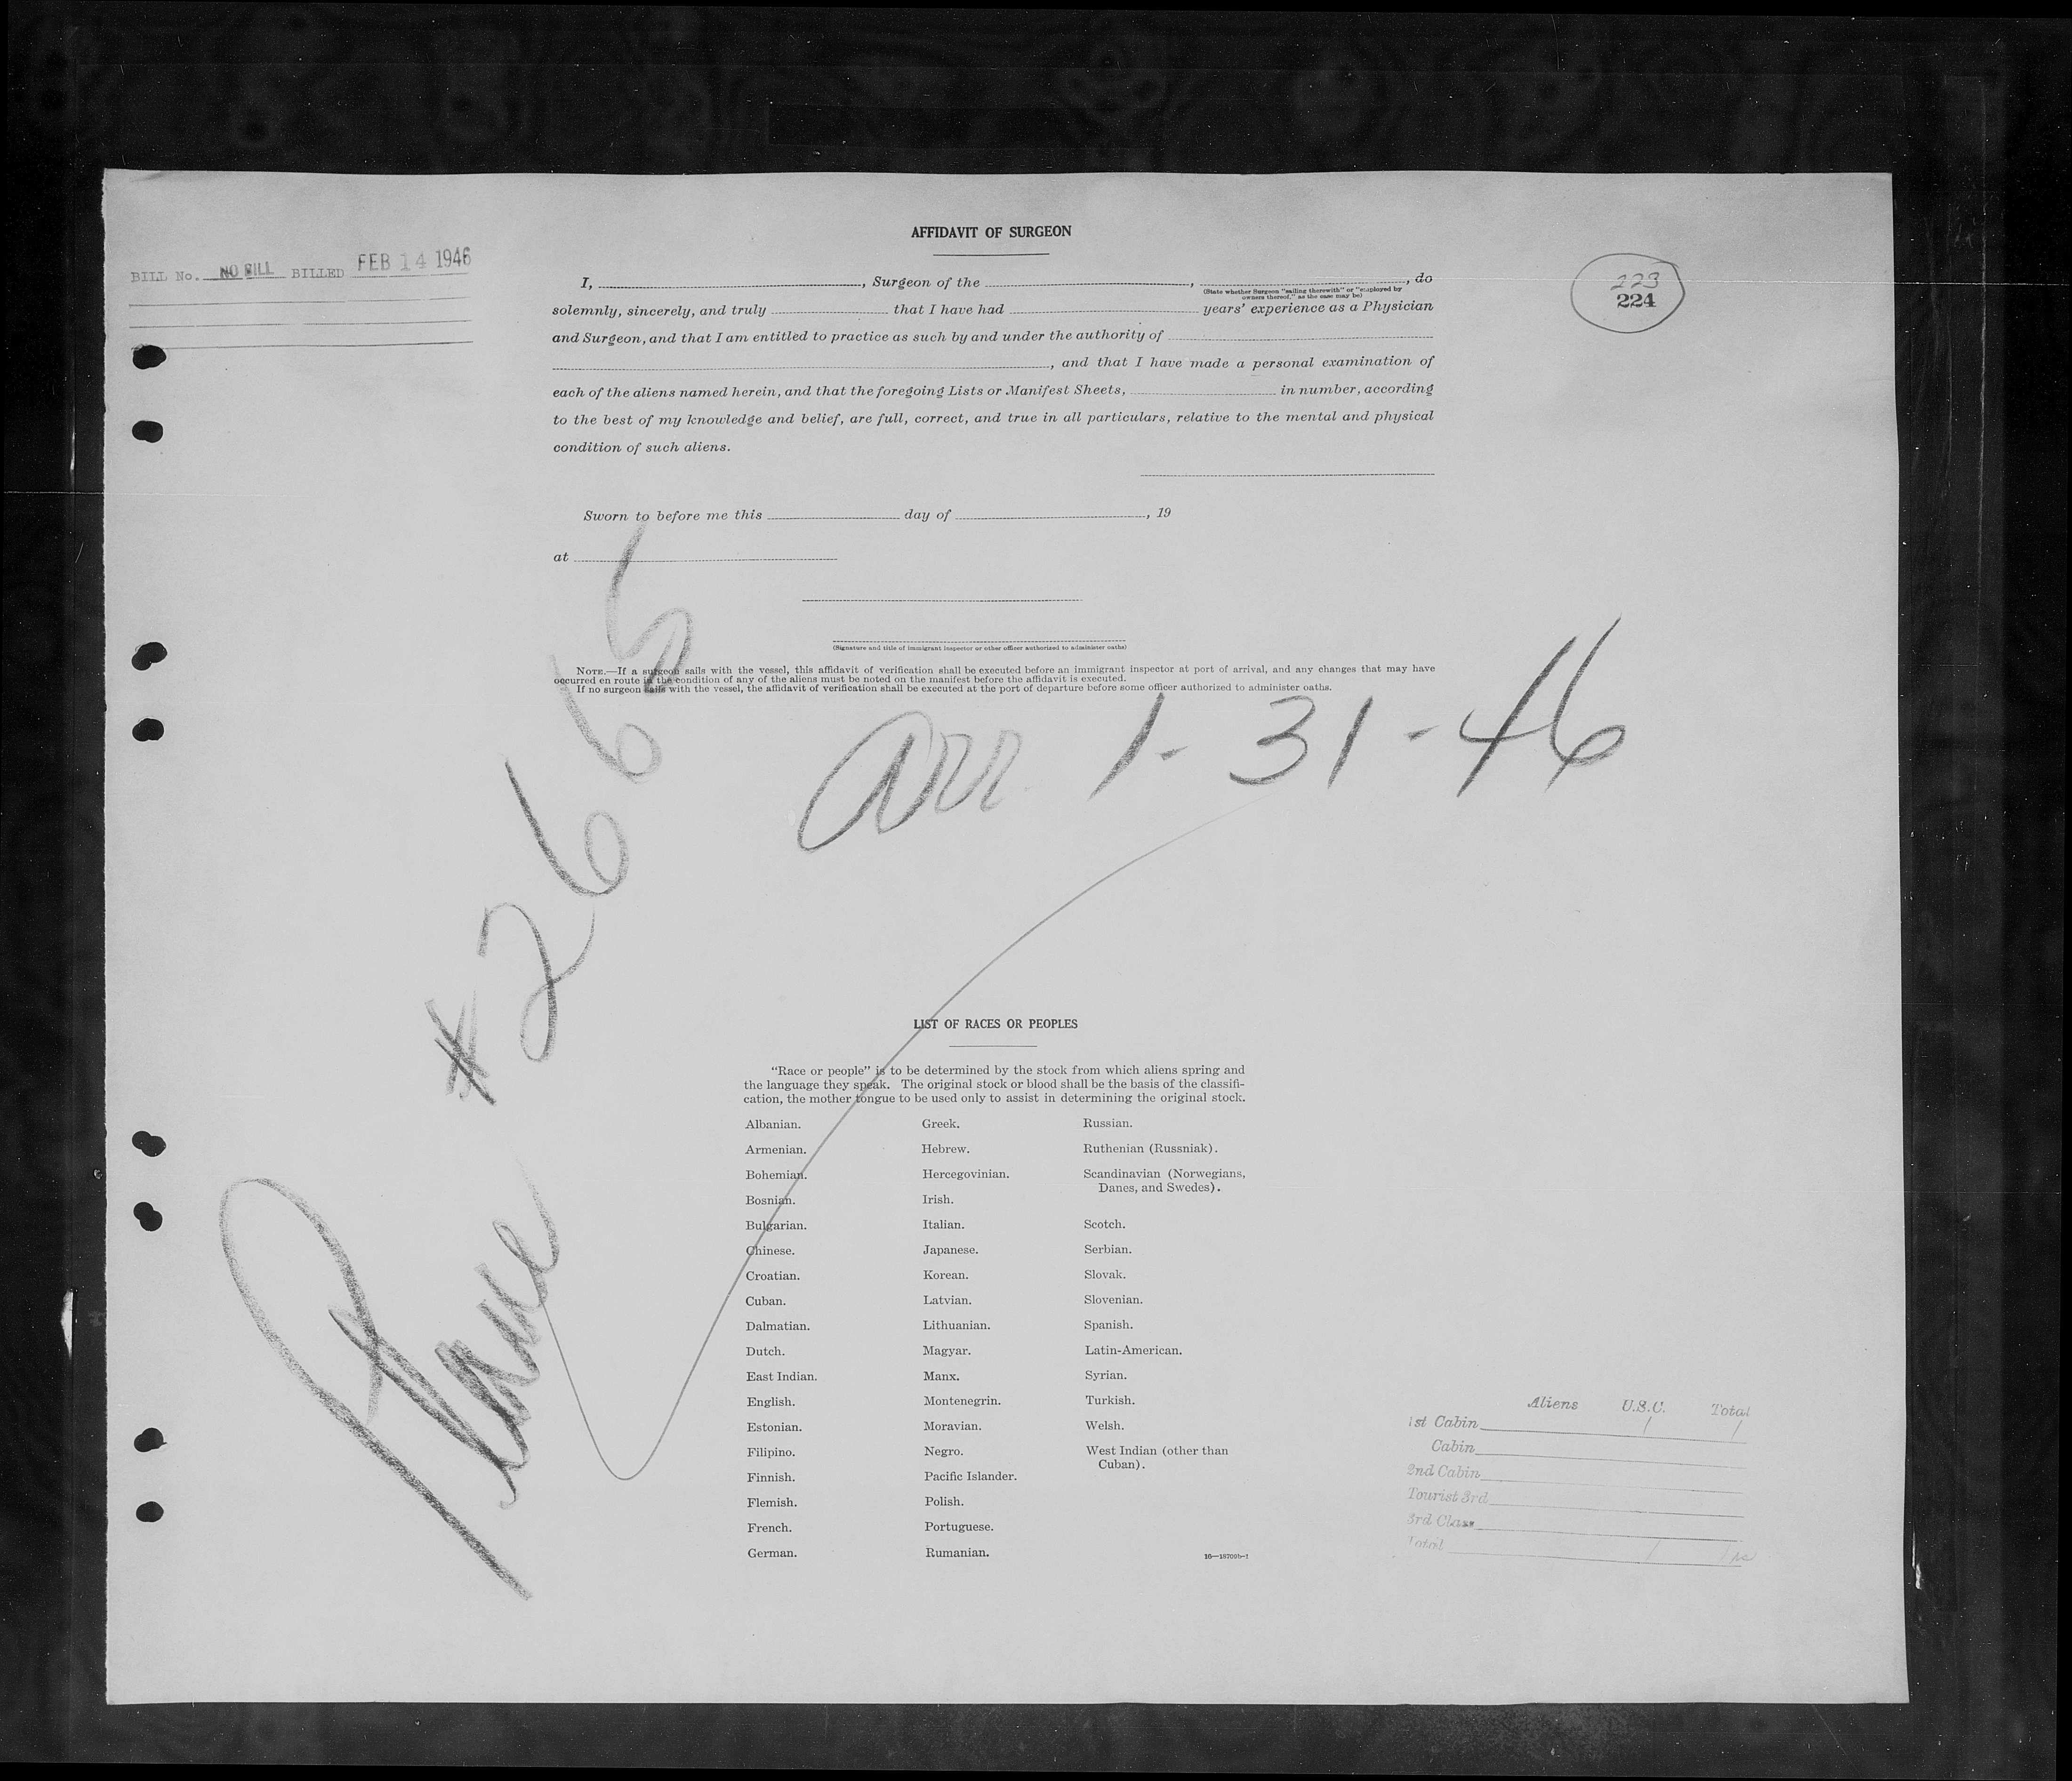 AFFIDAVIT OF SURGEON
BILL No. NO BILL BILLED FEB 14 1946
223
224
I, , Surgeon of the , , do
(State whether Surgeon "sailing therewith" or "employed by
owners thereof," as the case may be)
solemnly, sincerely, and truly that I have had years' experience as a Physician
and Surgeon, and that I am entitled to practice as such by and under the authority of
, and that I have made a personal examination of
each of the aliens named herein, and that the foregoing Lists or Manifest Sheets, in number, according
to the best of my knowledge and belief, are full, correct, and true in all particulars, relative to the mental and physical
condition of such aliens.
Sworn to before me this day of , 19
at
(Signature and title of immigrant inspector or other officer authorized to administer oaths)
NOTE.—If a surgeon sails with the vessel, this affidavit of verification shall be executed before an immigrant inspector at port of arrival, and any changes that may have
occurred en route in the condition of any of the aliens must be noted on the manifest before the affidavit is executed.
If no surgeon sails with the vessel, the affidavit of verification shall be executed at the port of departure before some officer authorized to administer oaths.
Arr. 1-31-46
Plane #2665
LIST OF RACES OR PEOPLES
"Race or people" is to be determined by the stock from which aliens spring and
the language they speak. The original stock or blood shall be the basis of the classifi-
cation, the mother tongue to be used only to assist in determining the original stock.
Albanian.
Armenian.
Bohemian.
Bosnian.
Bulgarian.
Chinese.
Croatian.
Cuban.
Dalmatian.
Dutch.
East Indian.
English.
Estonian.
Filipino.
Finnish.
Flemish.
French.
German.
Greek.
Hebrew.
Hercegovinian.
Irish.
Italian.
Japanese.
Korean.
Latvian.
Lithuanian.
Magyar.
Manx.
Montenegrin.
Moravian.
Negro.
Pacific Islander.
Polish.
Portuguese.
Rumanian.
Russian.
Ruthenian (Russniak).
Scandinavian (Norwegians,
Danes, and Swedes).
Scotch.
Serbian.
Slovak.
Slovenian.
Spanish.
Latin-American.
Syrian.
Turkish.
Welsh.
West Indian (other than
Cuban).
Aliens U.S.C. Total
1st Cabin 1 1
Cabin
2nd Cabin
Tourist 3rd
3rd Class
Total 1 1